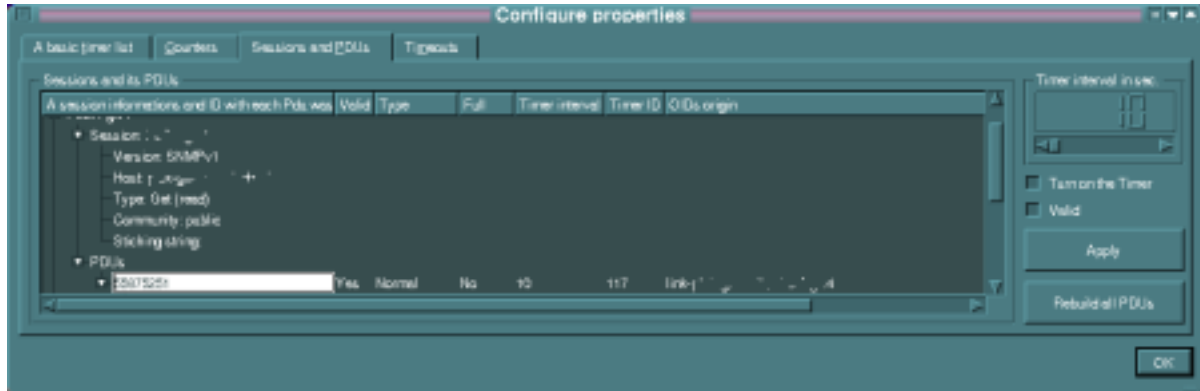 Configure properties
A basic timer list
Counters
Sessions and PDUs
Timeouts
Sessions and its PDUs
A session informations and ID with each Pdu was
Valid
Type
Full
Timer interval
Timer ID
OIDs origin
Session:
Version: SNMPv1
Host:
Type: Get (read)
Community: public
Sticking string:
PDUs
Yes
Normal
No
10
117
Timer interval in sec.
10
Turn on the Timer
Valid
Apply
Rebuild all PDUs
OK